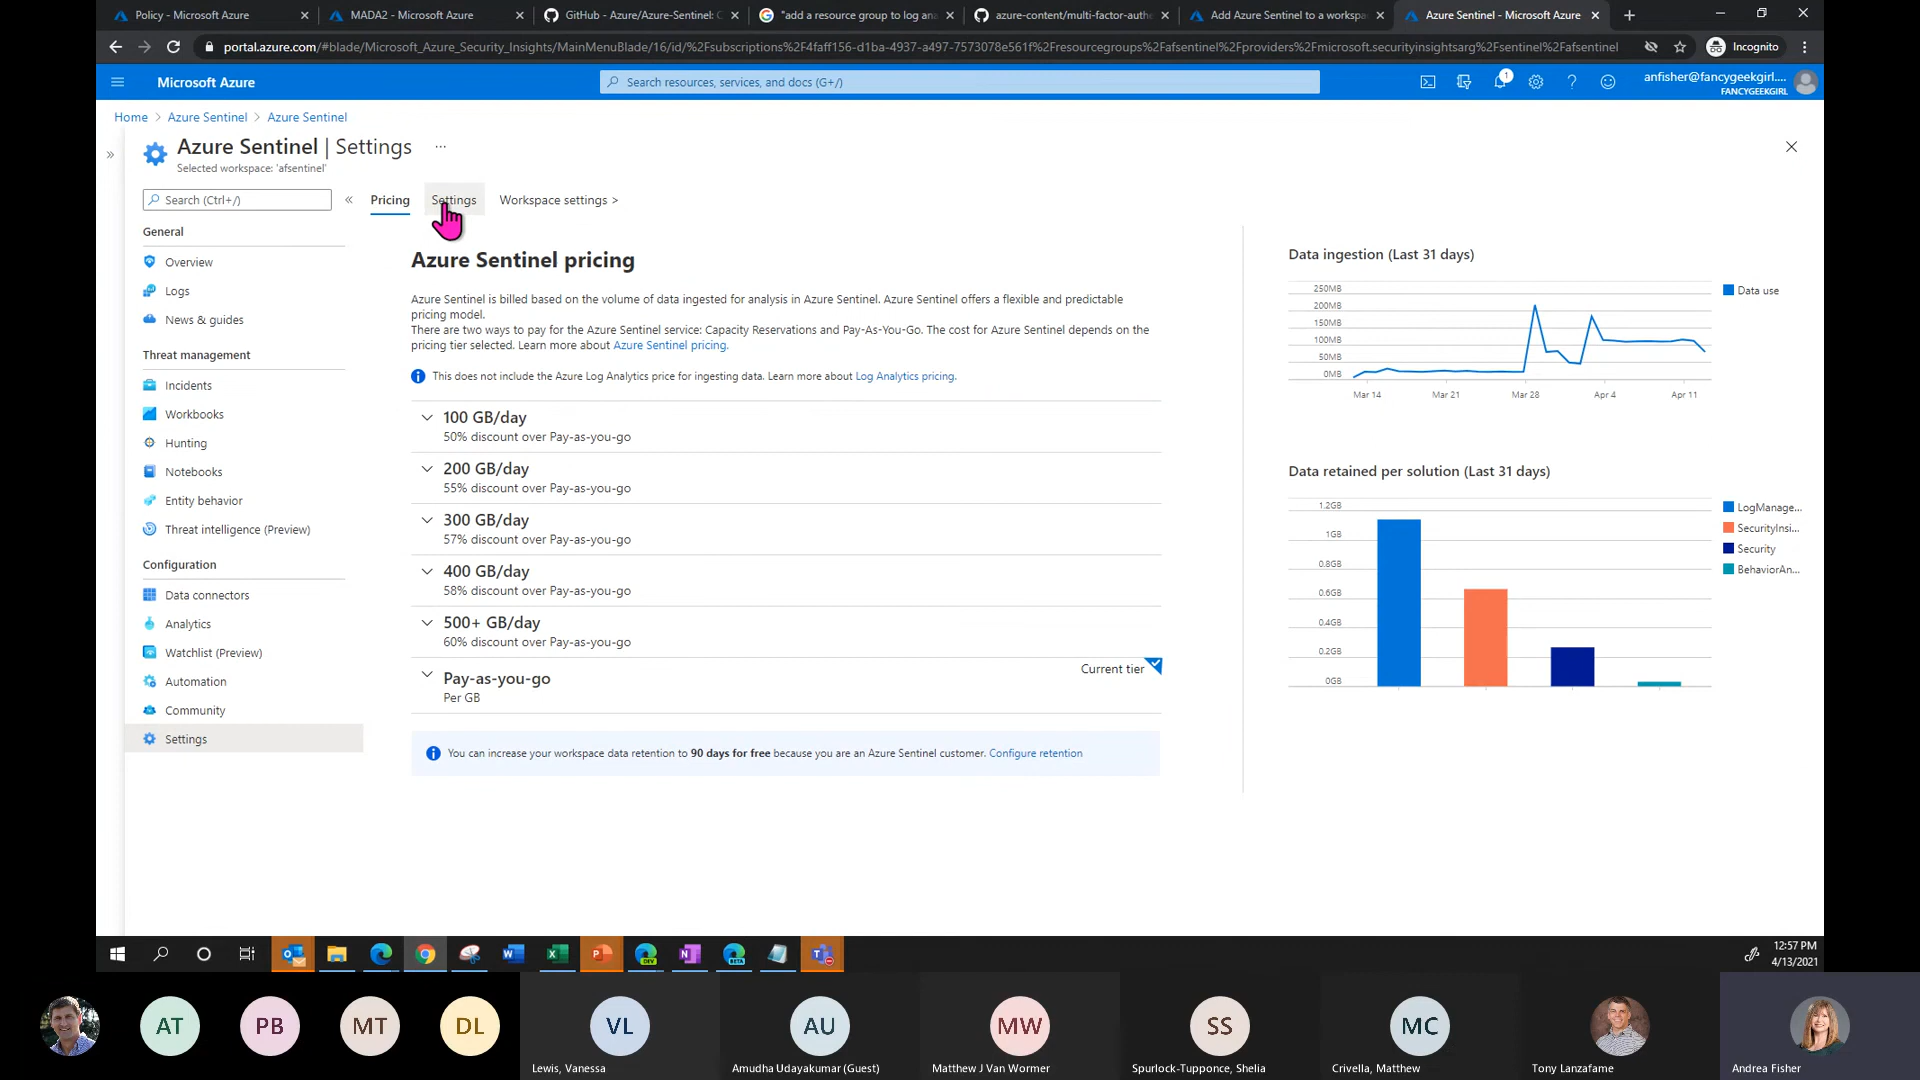 Policy - Microsoft Azure
MADA2 - Microsoft Azure
GitHub - Azure/Azure-Sentinel: C
"add a resource group to log ana
azure-content/multi-factor-authe
Add Azure Sentinel to a workspa
Azure Sentinel - Microsoft Azure
portal.azure.com/#blade/Microsoft_Azure_Security_Insights/MainMenuBlade/16/id/%2Fsubscriptions%2F4faff156-d1ba-4937-a497-7573078e561f%2Fresourcegroups%2Fafsentinel%2Fproviders%2Fmicrosoft.securityinsightsarg%2Fsentinel%2Fafsentinel
Incognito
Microsoft Azure
Search resources, services, and docs (G+/)
1
anfisher@fancygeekgirl....
FANCYGEEKGIRL
Home > Azure Sentinel > Azure Sentinel
Azure Sentinel | Settings ...
Selected workspace: 'afsentinel'
Search (Ctrl+/)
General
Overview
Logs
News & guides
Threat management
Incidents
Workbooks
Hunting
Notebooks
Entity behavior
Threat intelligence (Preview)
Configuration
Data connectors
Analytics
Watchlist (Preview)
Automation
Community
Settings
Pricing
Settings
Workspace settings >
Azure Sentinel pricing
Azure Sentinel is billed based on the volume of data ingested for analysis in Azure Sentinel. Azure Sentinel offers a flexible and predictable
pricing model.
There are two ways to pay for the Azure Sentinel service: Capacity Reservations and Pay-As-You-Go. The cost for Azure Sentinel depends on the
pricing tier selected. Learn more about Azure Sentinel pricing.
This does not include the Azure Log Analytics price for ingesting data. Learn more about Log Analytics pricing.
100 GB/day
50% discount over Pay-as-you-go
200 GB/day
55% discount over Pay-as-you-go
300 GB/day
57% discount over Pay-as-you-go
400 GB/day
58% discount over Pay-as-you-go
500+ GB/day
60% discount over Pay-as-you-go
Pay-as-you-go
Current tier
Per GB
You can increase your workspace data retention to 90 days for free because you are an Azure Sentinel customer. Configure retention
Data ingestion (Last 31 days)
250MB
200MB
150MB
100MB
50MB
0MB
Mar 14
Mar 21
Mar 28
Apr 4
Apr 11
Data use
Data retained per solution (Last 31 days)
1.2GB
1GB
0.8GB
0.6GB
0.4GB
0.2GB
0GB
LogManage...
SecurityInsi...
Security
BehaviorAn...
12:57 PM
4/13/2021
AT
PB
MT
DL
VL
AU
MW
SS
MC
Lewis, Vanessa
Amudha Udayakumar (Guest)
Matthew J Van Wormer
Spurlock-Tupponce, Shelia
Crivella, Matthew
Tony Lanzafame
Andrea Fisher